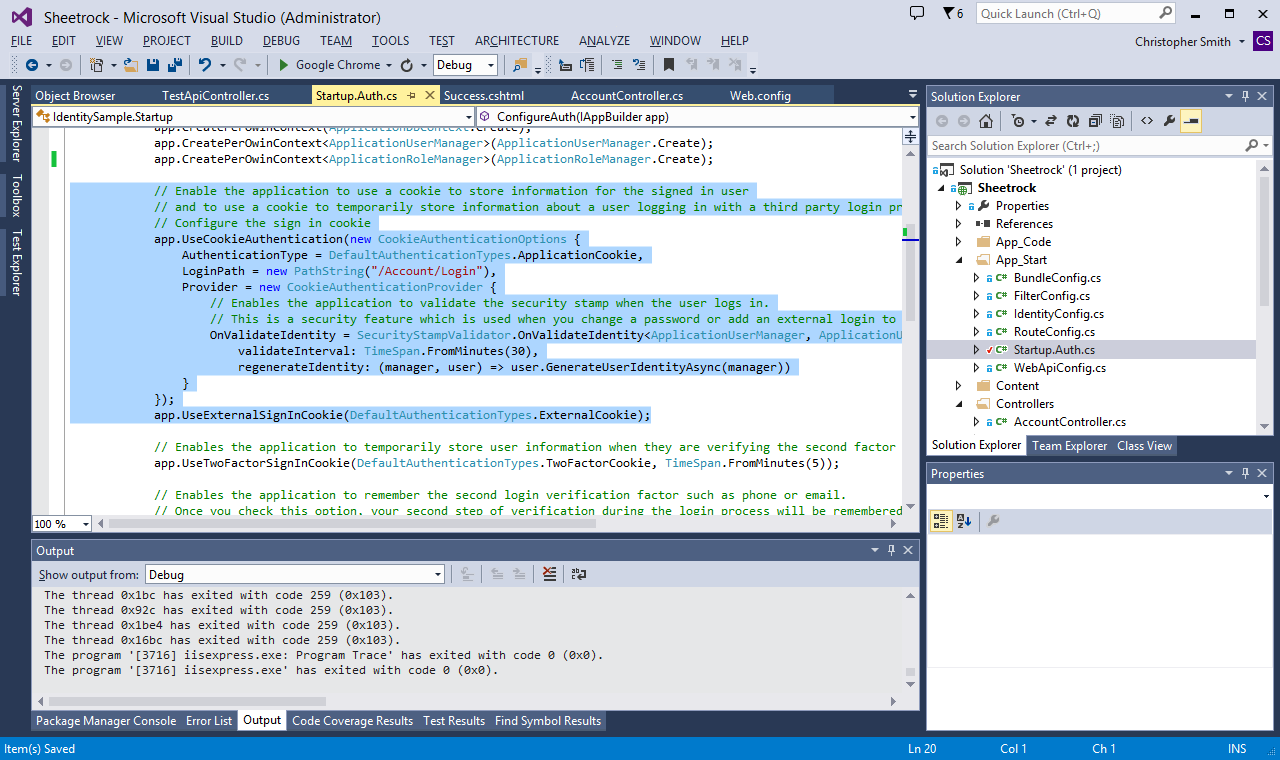 Sheetrock - Microsoft Visual Studio (Administrator)
6
Quick Launch (Ctrl+Q)
FILE EDIT VIEW PROJECT BUILD DEBUG TEAM TOOLS TEST ARCHITECTURE ANALYZE WINDOW HELP
Christopher Smith
CS
Google Chrome
Debug
Server Explorer
Toolbox
Test Explorer
Object Browser TestApiController.cs Startup.Auth.cs Success.cshtml AccountController.cs Web.config
IdentitySample.Startup
ConfigureAuth(IAppBuilder app)
app.CreatePerOwinContext(ApplicationDbContext.Create);
app.CreatePerOwinContext<ApplicationUserManager>(ApplicationUserManager.Create);
app.CreatePerOwinContext<ApplicationRoleManager>(ApplicationRoleManager.Create);
// Enable the application to use a cookie to store information for the signed in user
// and to use a cookie to temporarily store information about a user logging in with a third party login pr
// Configure the sign in cookie
app.UseCookieAuthentication(new CookieAuthenticationOptions {
AuthenticationType = DefaultAuthenticationTypes.ApplicationCookie,
LoginPath = new PathString("/Account/Login"),
Provider = new CookieAuthenticationProvider {
// Enables the application to validate the security stamp when the user logs in.
// This is a security feature which is used when you change a password or add an external login to
OnValidateIdentity = SecurityStampValidator.OnValidateIdentity<ApplicationUserManager, ApplicationU
validateInterval: TimeSpan.FromMinutes(30),
regenerateIdentity: (manager, user) => user.GenerateUserIdentityAsync(manager))
}
});
app.UseExternalSignInCookie(DefaultAuthenticationTypes.ExternalCookie);
// Enables the application to temporarily store user information when they are verifying the second factor
app.UseTwoFactorSignInCookie(DefaultAuthenticationTypes.TwoFactorCookie, TimeSpan.FromMinutes(5));
// Enables the application to remember the second login verification factor such as phone or email.
// Once you check this option, your second step of verification during the login process will be remembered
100 %
Output
Show output from: Debug
The thread 0x1bc has exited with code 259 (0x103).
The thread 0x92c has exited with code 259 (0x103).
The thread 0x1be4 has exited with code 259 (0x103).
The thread 0x16bc has exited with code 259 (0x103).
The program '[3716] iisexpress.exe: Program Trace' has exited with code 0 (0x0).
The program '[3716] iisexpress.exe' has exited with code 0 (0x0).
Package Manager Console Error List Output Code Coverage Results Test Results Find Symbol Results
Solution Explorer
Search Solution Explorer (Ctrl+;)
Solution 'Sheetrock' (1 project)
Sheetrock
Properties
References
App_Code
App_Start
C# BundleConfig.cs
C# FilterConfig.cs
C# IdentityConfig.cs
C# RouteConfig.cs
C# Startup.Auth.cs
C# WebApiConfig.cs
Content
Controllers
C# AccountController.cs
Solution Explorer Team Explorer Class View
Properties
Item(s) Saved
Ln 20 Col 1 Ch 1 INS